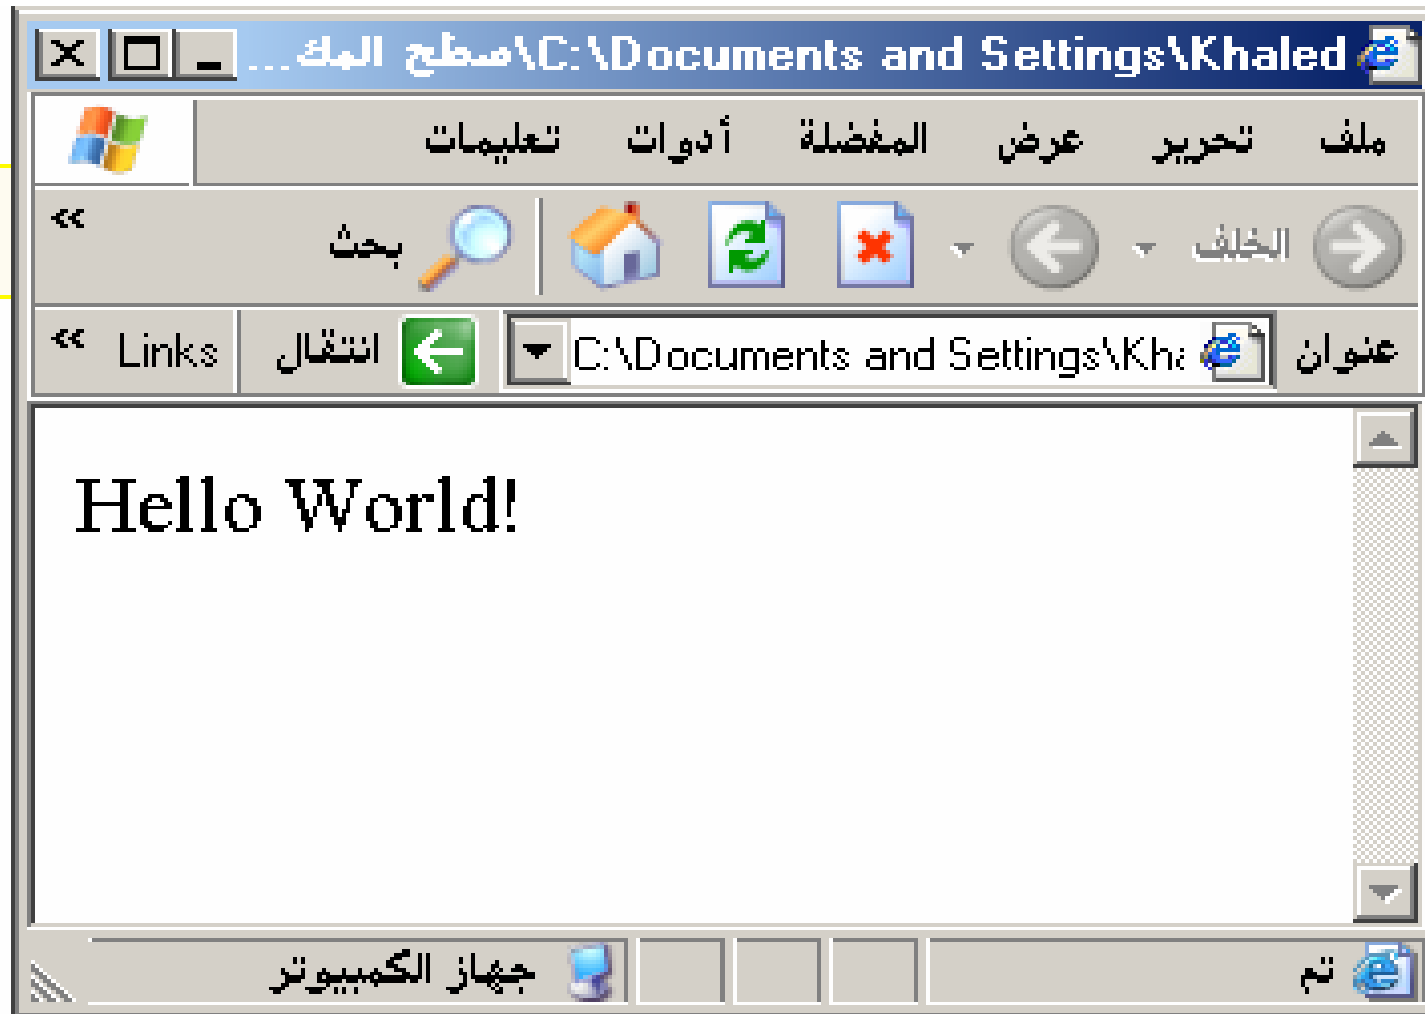 C:\Documents and Settings\Khaled\سطح المك...
ملف تحرير عرض المفضلة أدوات تعليمات
الخلف بحث »
عنوان C:\Documents and Settings\Kha انتقال Links »
Hello World!
تم جهاز الكمبيوتر